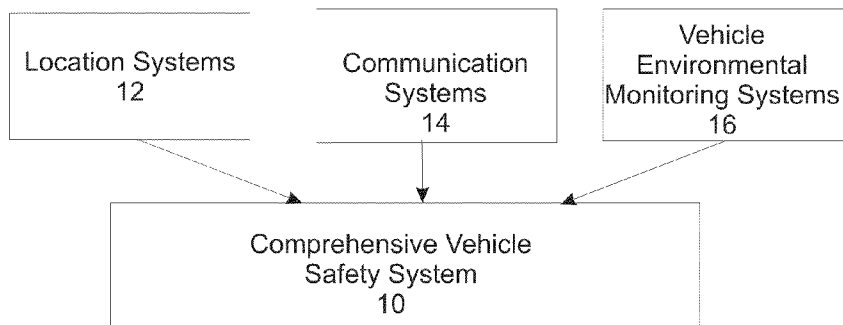 Location Systems
12
Communication
Systems
14
Vehicle
Environmental
Monitoring Systems
16
Comprehensive Vehicle
Safety System
10